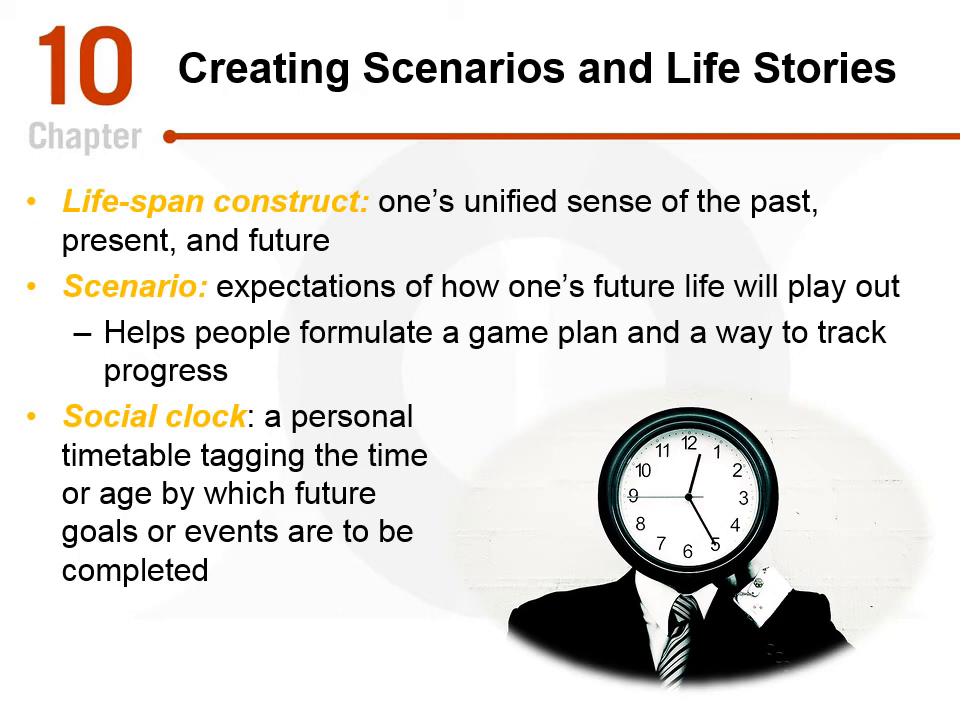 10
Chapter
Creating Scenarios and Life Stories
• Life-span construct: one’s unified sense of the past,
present, and future
• Scenario: expectations of how one’s future life will play out
– Helps people formulate a game plan and a way to track
progress
• Social clock: a personal
timetable tagging the time
or age by which future
goals or events are to be
completed
12
11 1
10 2
9 3
8 4
7 5
6